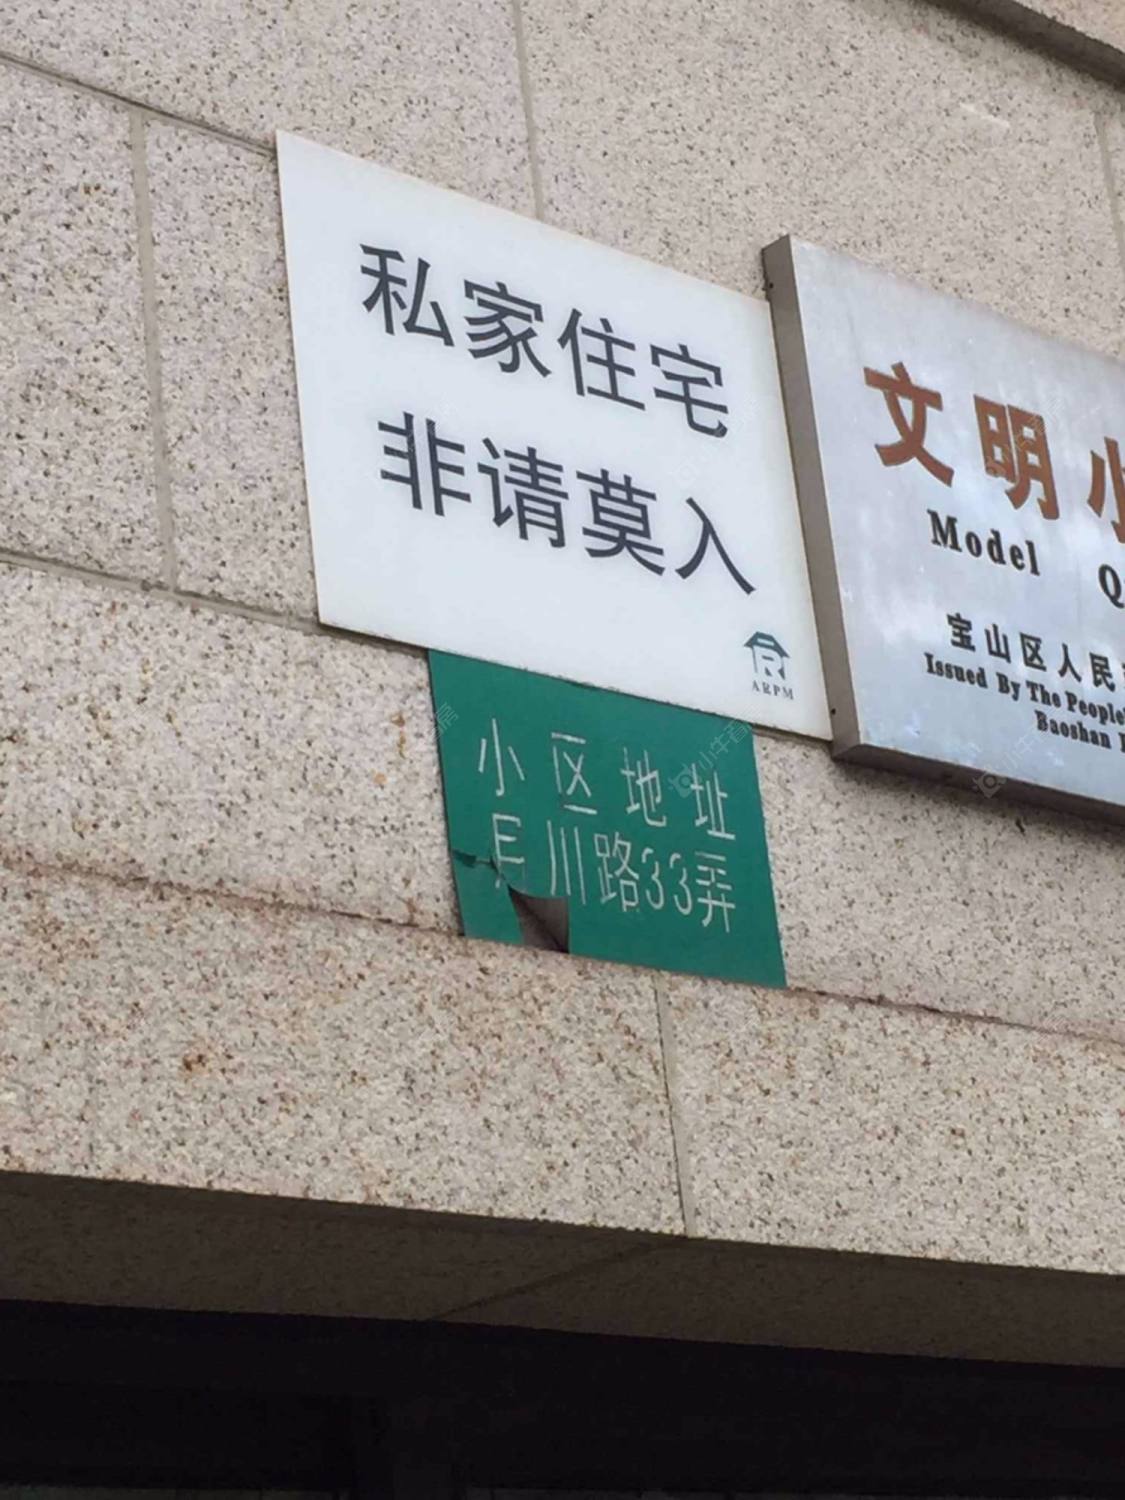 私家住宅
非请莫入
ARPM
小区地址
川路33弄
文明小
Model Q
宝山区人民
Issued By The People'
Baoshan